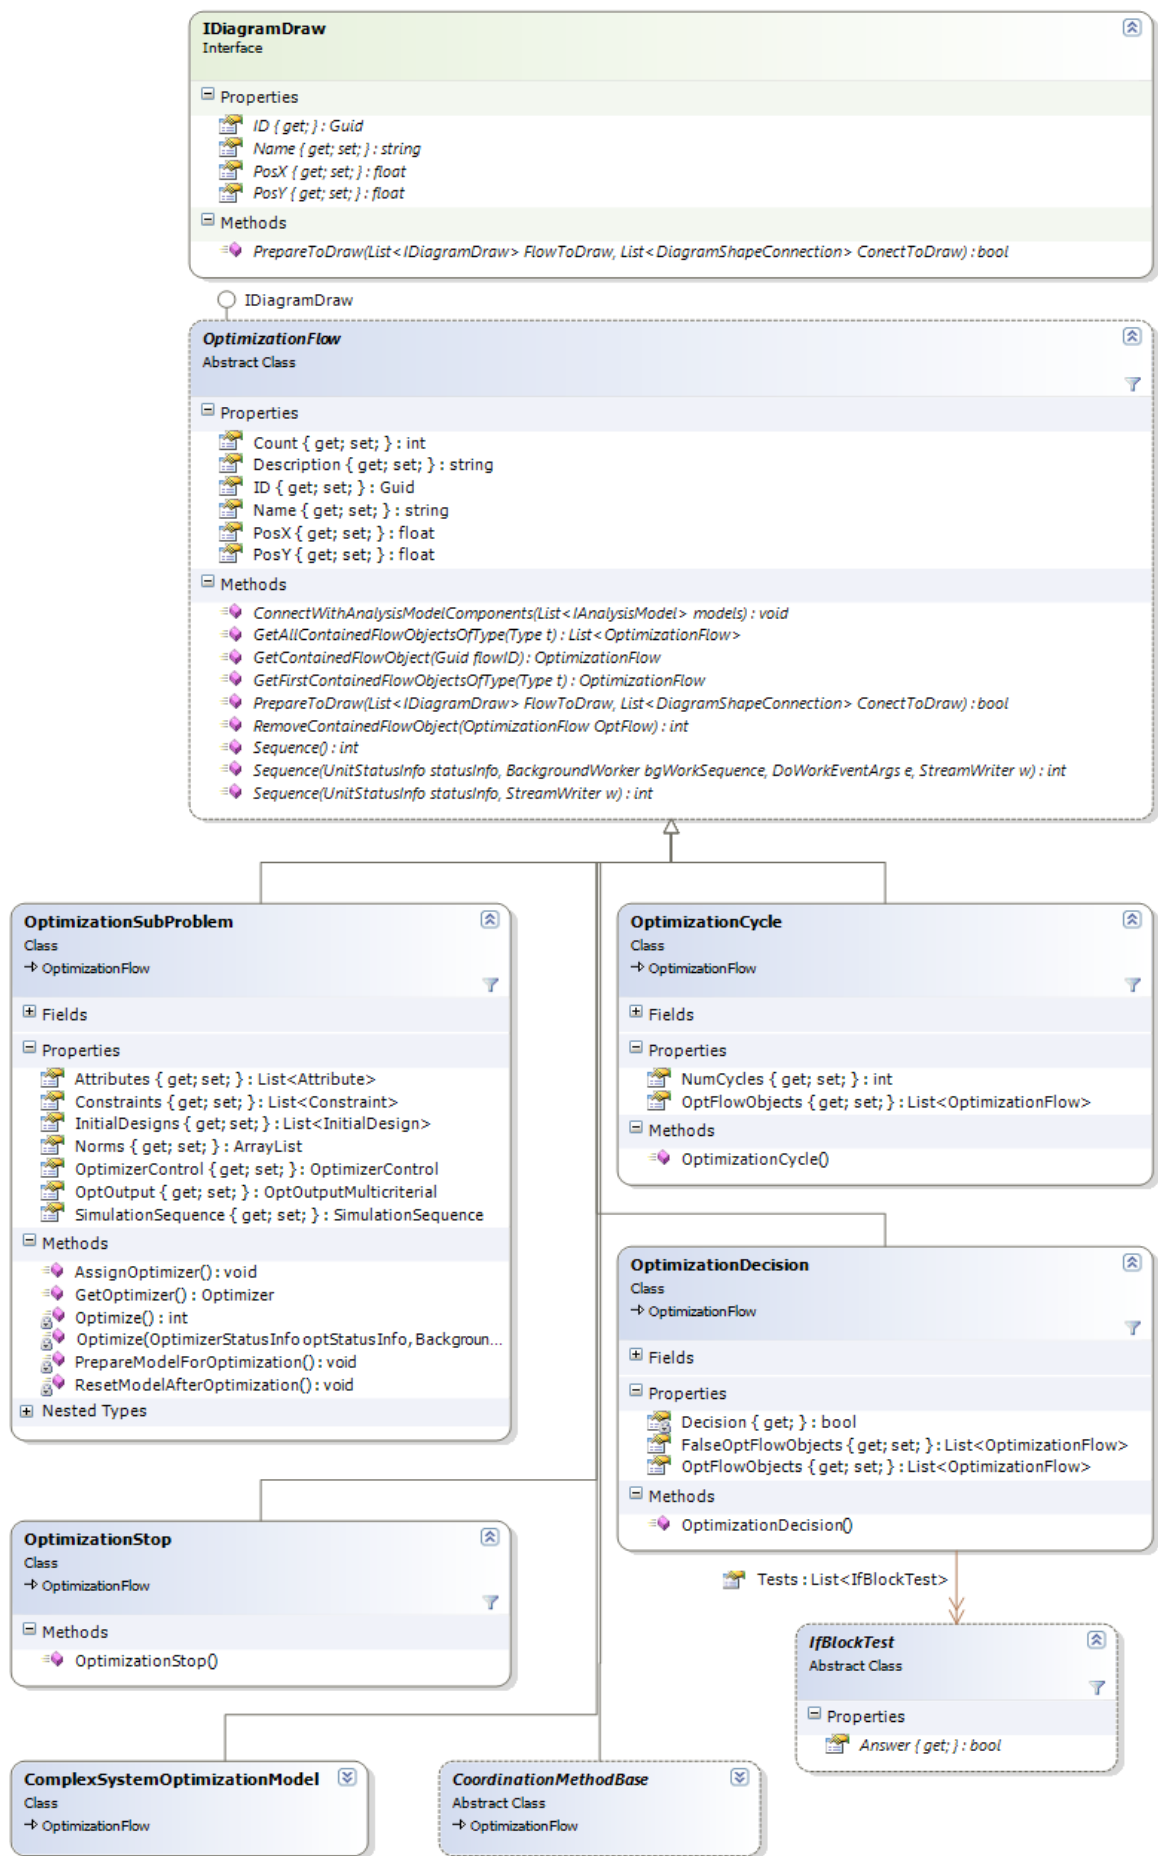 IDiagramDraw
Interface
Properties
ID { get; } : Guid
Name { get; set; } : string
PosX { get; set; } : float
PosY { get; set; } : float
Methods
PrepareToDraw(List<IDiagramDraw> FlowToDraw, List<DiagramShapeConnection> ConectToDraw) : bool
IDiagramDraw
OptimizationFlow
Abstract Class
Properties
Count { get; set; } : int
Description { get; set; } : string
ID { get; set; } : Guid
Name { get; set; } : string
PosX { get; set; } : float
PosY { get; set; } : float
Methods
ConnectWithAnalysisModelComponents(List<IAnalysisModel> models) : void
GetAllContainedFlowObjectsOfType(Type t) : List<OptimizationFlow>
GetContainedFlowObject(Guid flowID) : OptimizationFlow
GetFirstContainedFlowObjectsOfType(Type t) : OptimizationFlow
PrepareToDraw(List<IDiagramDraw> FlowToDraw, List<DiagramShapeConnection> ConectToDraw) : bool
RemoveContainedFlowObject(OptimizationFlow OptFlow) : int
Sequence() : int
Sequence(UnitStatusInfo statusInfo, BackgroundWorker bgWorkSequence, DoWorkEventArgs e, StreamWriter w) : int
Sequence(UnitStatusInfo statusInfo, StreamWriter w) : int
OptimizationSubProblem
Class
OptimizationFlow
Fields
Properties
Attributes { get; set; } : List<Attribute>
Constraints { get; set; } : List<Constraint>
InitialDesigns { get; set; } : List<InitialDesign>
Norms { get; set; } : ArrayList
OptimizerControl { get; set; } : OptimizerControl
OptOutput { get; set; } : OptOutputMulticriterial
SimulationSequence { get; set; } : SimulationSequence
Methods
AssignOptimizer() : void
GetOptimizer() : Optimizer
Optimize() : int
Optimize(OptimizerStatusInfo optStatusInfo, Backgroun...
PrepareModelForOptimization() : void
ResetModelAfterOptimization() : void
Nested Types
OptimizationCycle
Class
OptimizationFlow
Fields
Properties
NumCycles { get; set; } : int
OptFlowObjects { get; set; } : List<OptimizationFlow>
Methods
OptimizationCycle()
OptimizationDecision
Class
OptimizationFlow
Fields
Properties
Decision { get; } : bool
FalseOptFlowObjects { get; set; } : List<OptimizationFlow>
OptFlowObjects { get; set; } : List<OptimizationFlow>
Methods
OptimizationDecision()
OptimizationStop
Class
OptimizationFlow
Methods
OptimizationStop()
Tests : List<IfBlockTest>
IfBlockTest
Abstract Class
Properties
Answer { get; } : bool
ComplexSystemOptimizationModel
Class
OptimizationFlow
CoordinationMethodBase
Abstract Class
OptimizationFlow